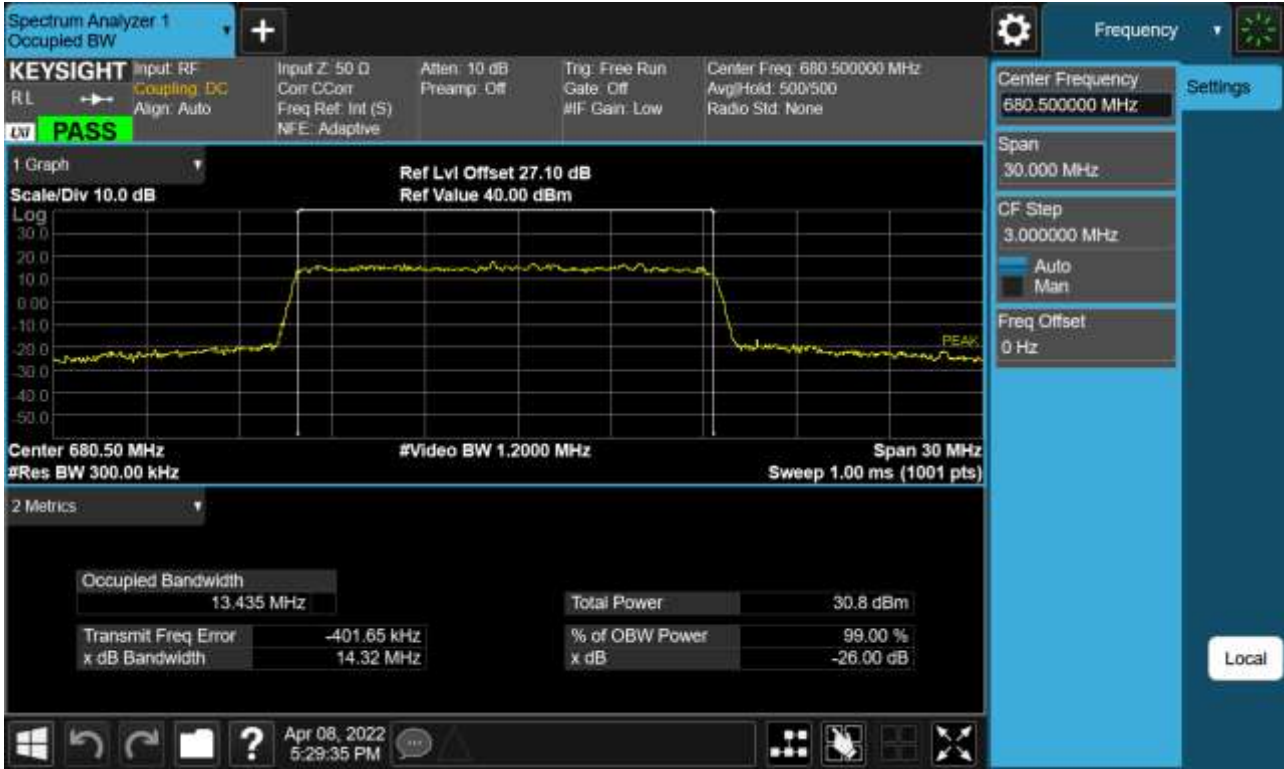 Spectrum Analyzer 1
Occupied BW
Frequency
KEYSIGHT
RL
LXI
PASS
Input: RF
Coupling: DC
Align: Auto
Input Z: 50 Ω
Corr CCorr
Freq Ref: Int (S)
NFE: Adaptive
Atten: 10 dB
Preamp: Off
Trig: Free Run
Gate: Off
#IF Gain: Low
Center Freq: 680.500000 MHz
Avg|Hold: 500/500
Radio Std: None
Center Frequency
680.500000 MHz
Settings
Span
30.000 MHz
CF Step
3.000000 MHz
Auto
Man
Freq Offset
0 Hz
Local
1 Graph
Scale/Div 10.0 dB
Ref Lvl Offset 27.10 dB
Ref Value 40.00 dBm
Log
30.0
20.0
10.0
0.00
-10.0
-20.0
-30.0
-40.0
-50.0
PEAK
Center 680.50 MHz
#Video BW 1.2000 MHz
Span 30 MHz
#Res BW 300.00 kHz
Sweep 1.00 ms (1001 pts)
2 Metrics
Occupied Bandwidth
13.435 MHz
Total Power 30.8 dBm
Transmit Freq Error -401.65 kHz
% of OBW Power 99.00 %
x dB Bandwidth 14.32 MHz
x dB -26.00 dB
Apr 08, 2022
5:29:35 PM